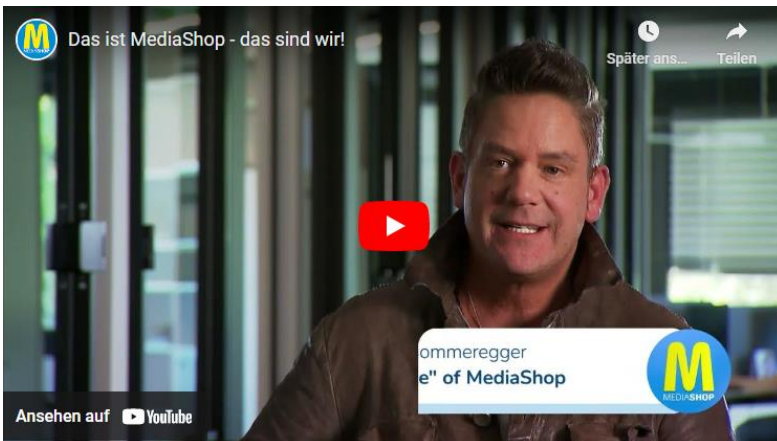 Das ist MediaShop - das sind wir!
Später ans...
Teilen
ommeregger
e" of MediaShop
M
MEDIASHOP
Ansehen auf YouTube